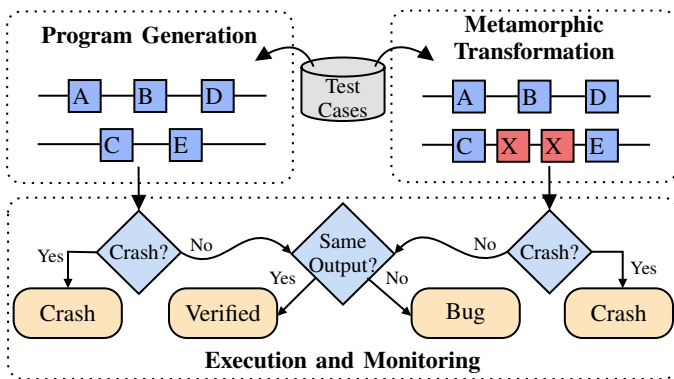 Program Generation
Metamorphic
Transformation
Test
Cases
A B D
C E
A B D
C X X E
Crash?
No
Yes
Same
Output?
Yes
No
No
Crash?
Yes
Crash
Verified
Bug
Crash
Execution and Monitoring